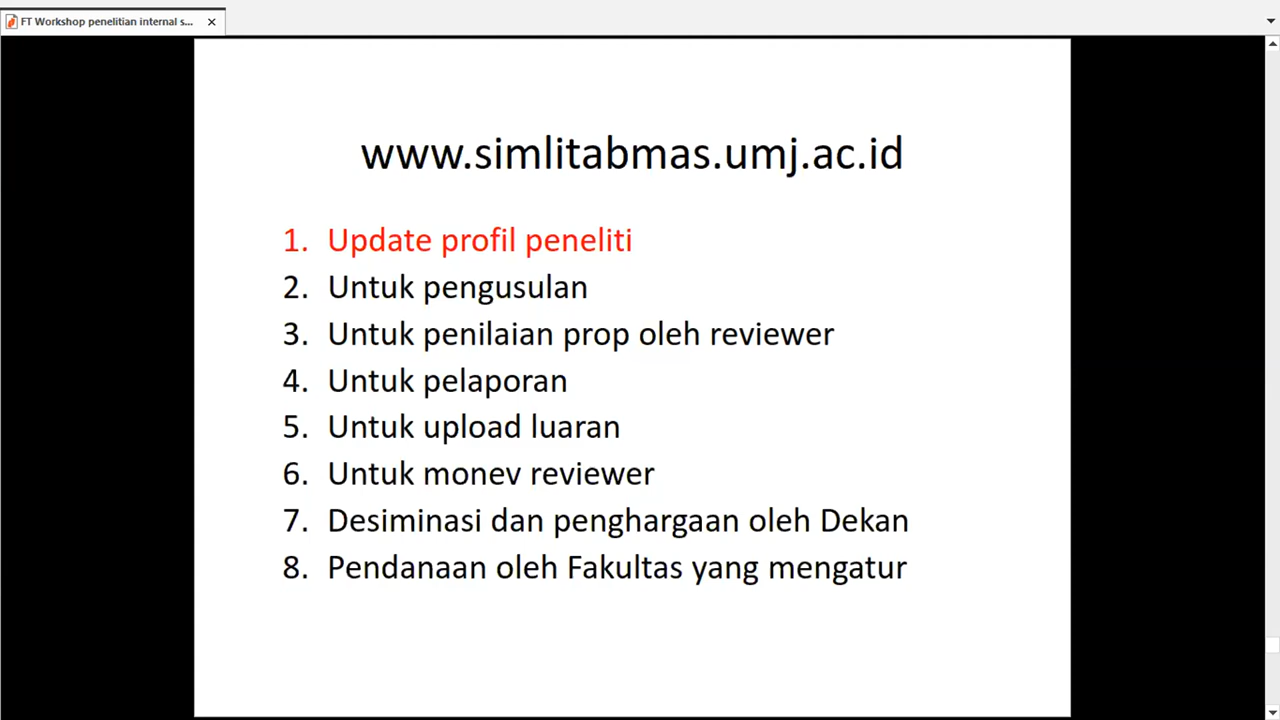 FT Workshop penelitian internal s...
www.simlitabmas.umj.ac.id
1. Update profil peneliti
2. Untuk pengusulan
3. Untuk penilaian prop oleh reviewer
4. Untuk pelaporan
5. Untuk upload luaran
6. Untuk monev reviewer
7. Desiminasi dan penghargaan oleh Dekan
8. Pendanaan oleh Fakultas yang mengatur